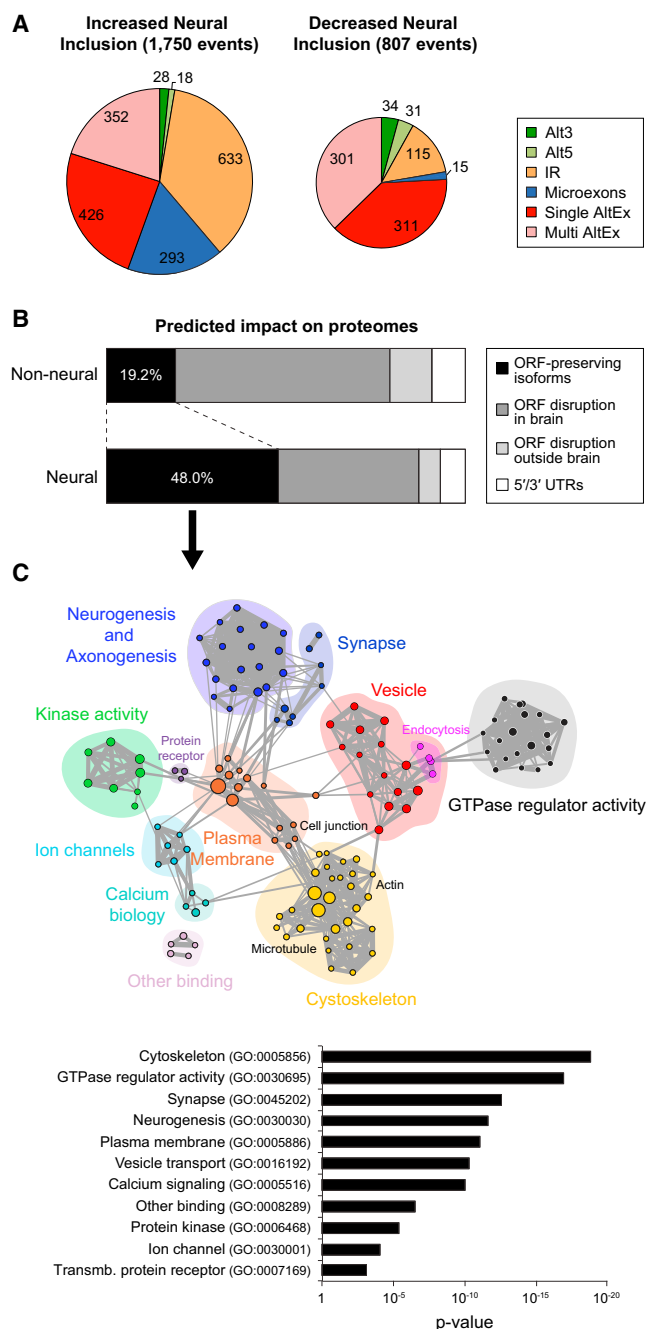 A
Increased Neural
Inclusion (1,750 events)
Decreased Neural
Inclusion (807 events)
28
18
352
633
426
293
34
31
301
115
15
311
Alt3
Alt5
IR
Microexons
Single AltEx
Multi AltEx
B
Predicted impact on proteomes
Non-neural
19.2%
Neural
48.0%
ORF-preserving
isoforms
ORF disruption
in brain
ORF disruption
outside brain
5′/3′ UTRs
C
Neurogenesis
and
Axonogenesis
Synapse
Vesicle
Kinase activity
Protein
receptor
Endocytosis
GTPase regulator activity
Plasma
Membrane
Cell junction
Ion channels
Actin
Calcium
biology
Microtubule
Other binding
Cystoskeleton
Cytoskeleton (GO:0005856)
GTPase regulator activity (GO:0030695)
Synapse (GO:0045202)
Neurogenesis (GO:0030030)
Plasma membrane (GO:0005886)
Vesicle transport (GO:0016192)
Calcium signaling (GO:0005516)
Other binding (GO:0008289)
Protein kinase (GO:0006468)
Ion channel (GO:0030001)
Transmb. protein receptor (GO:0007169)
1
10⁻⁵
10⁻¹⁰
10⁻¹⁵
10⁻²⁰
p-value